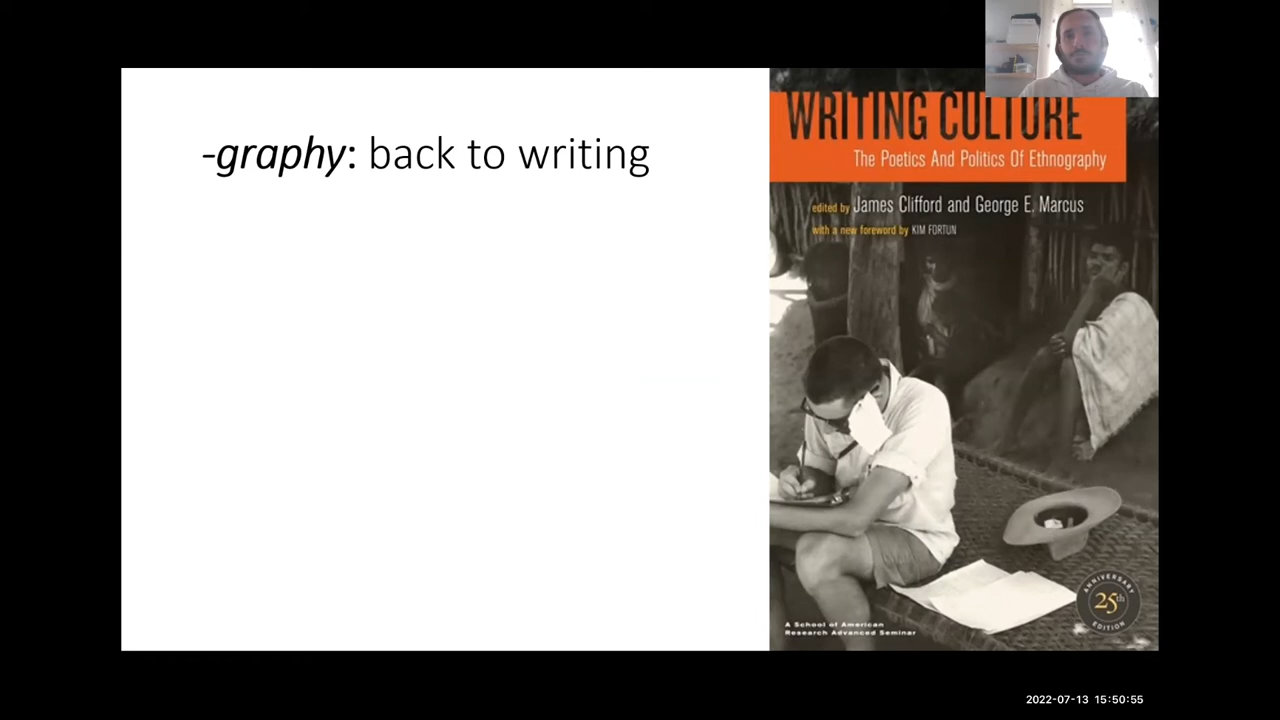 -graphy: back to writing
WRITING CULTURE
The Poetics And Politics Of Ethnography
edited by James Clifford and George E. Marcus
with a new foreword by KIM FORTUN
ANNIVERSARY
25th
EDITION
A School of American
Research Advanced Seminar
2022-07-13 15:50:55